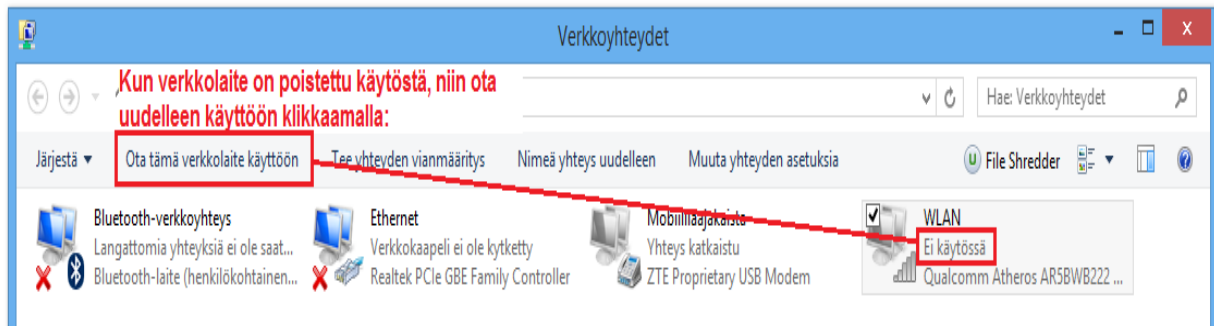 Verkkoyhteydet
Kun verkkolaite on poistettu käytöstä, niin ota
uudelleen käyttöön klikkaamalla:
Hae: Verkkoyhteydet
Järjestä Ota tämä verkkolaite käyttöön Tee yhteyden vianmääritys Nimeä yhteys uudelleen Muuta yhteyden asetuksia File Shredder
Bluetooth-verkkoyhteys
Langattomia yhteyksiä ei ole saat...
Bluetooth-laite (henkilökohtainen...
Ethernet
Verkkokaapeli ei ole kytketty
Realtek PCIe GBE Family Controller
Mobiililaajakaista
Yhteys katkaistu
ZTE Proprietary USB Modem
WLAN
Ei käytössä
Qualcomm Atheros AR5BWB222 ...